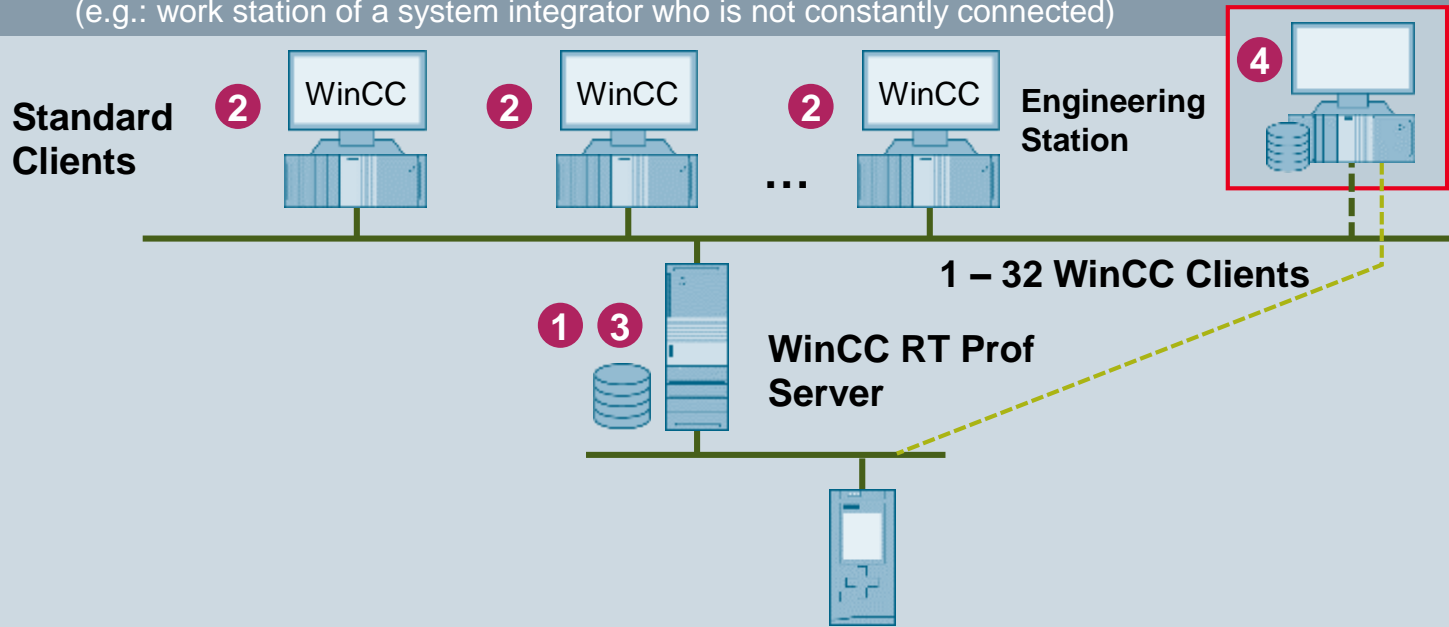 (e.g.: work station of a system integrator who is not constantly connected)
4
Standard
Clients
2
WinCC
2
WinCC
...
2
WinCC
Engineering
Station
1 – 32 WinCC Clients
1
3
WinCC RT Prof
Server